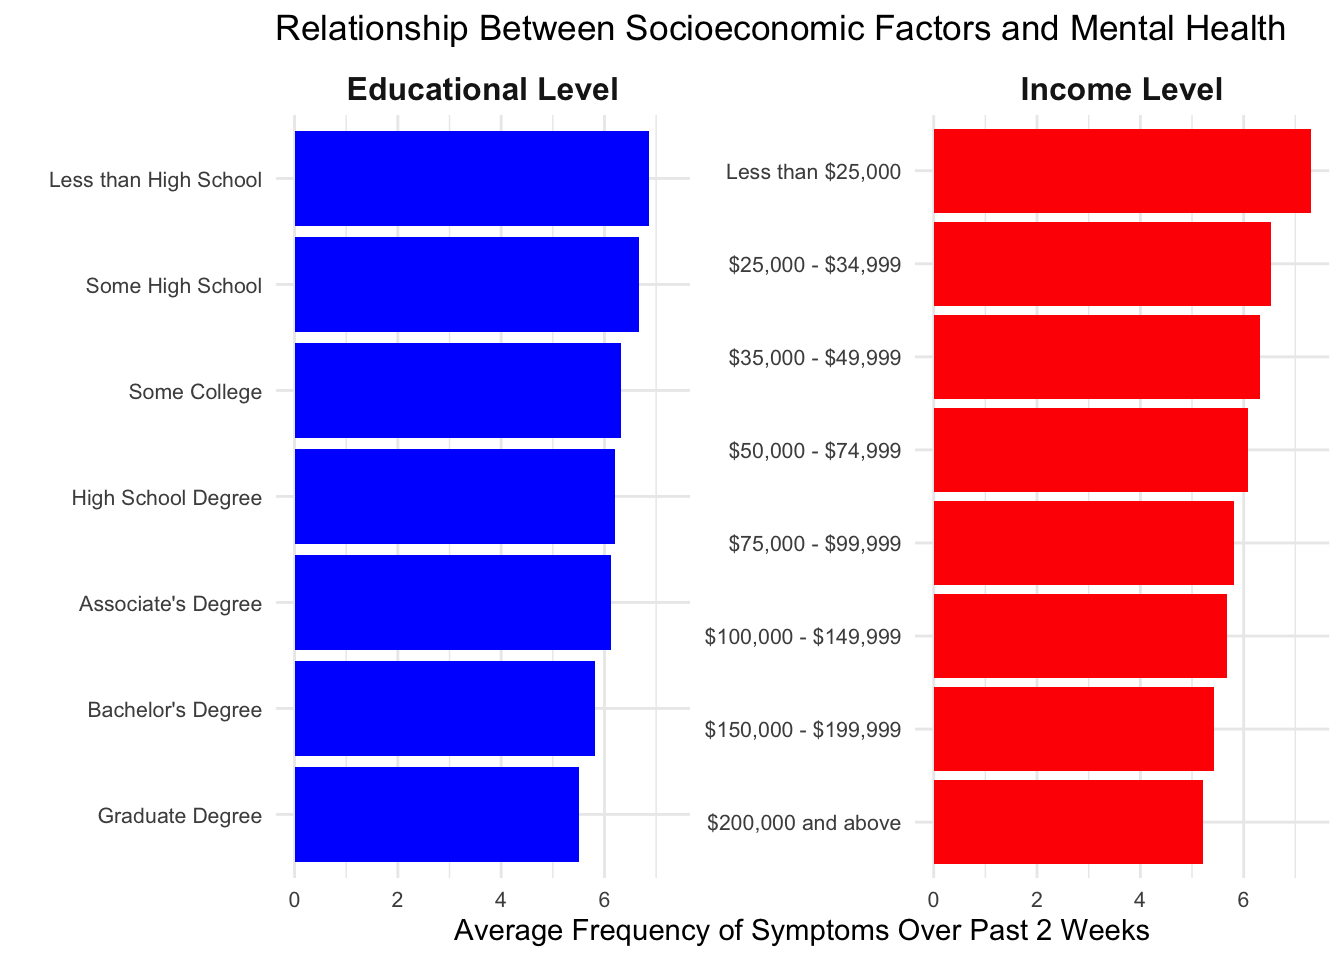 Relationship Between Socioeconomic Factors and Mental Health
Educational Level
Less than High School
Some High School
Some College
High School Degree
Associate's Degree
Bachelor's Degree
Graduate Degree
0 2 4 6
Income Level
Less than $25,000
$25,000 - $34,999
$35,000 - $49,999
$50,000 - $74,999
$75,000 - $99,999
$100,000 - $149,999
$150,000 - $199,999
$200,000 and above
0 2 4 6
Average Frequency of Symptoms Over Past 2 Weeks